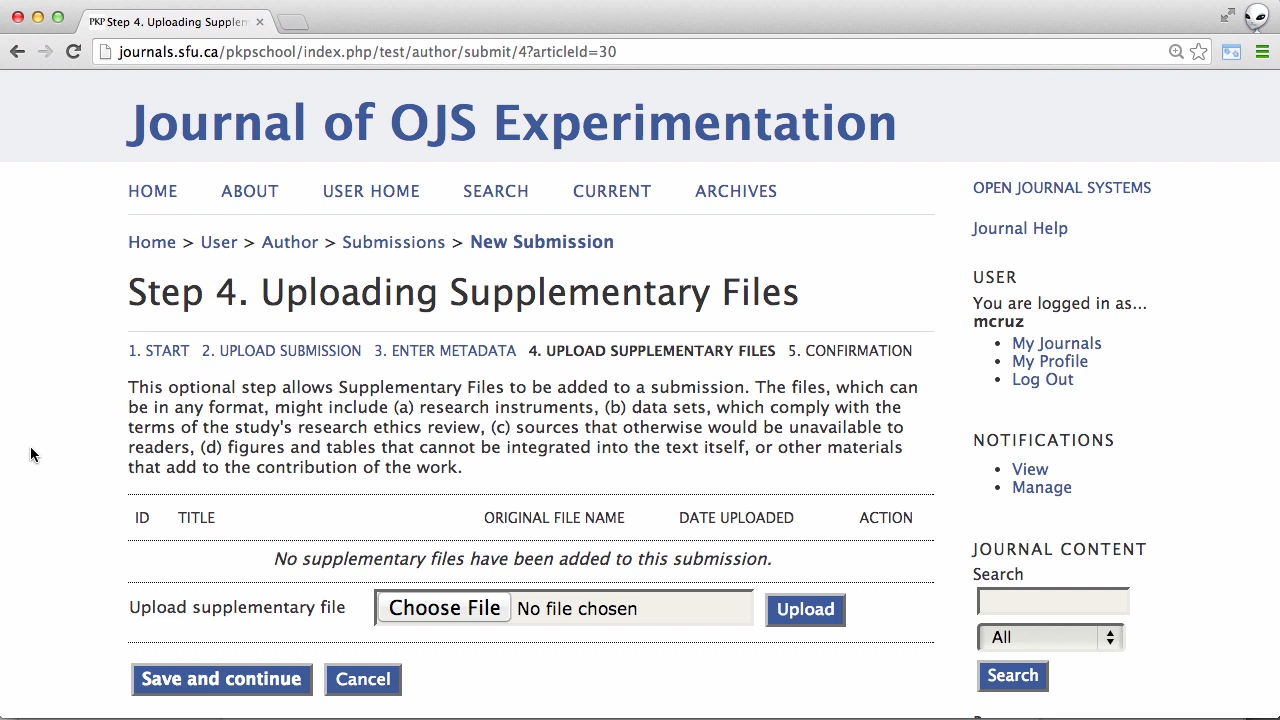 PKP Step 4. Uploading Supplem
journals.sfu.ca/pkpschool/index.php/test/author/submit/4?articleId=30
Journal of OJS Experimentation
HOME ABOUT USER HOME SEARCH CURRENT ARCHIVES
Home > User > Author > Submissions > New Submission
Step 4. Uploading Supplementary Files
1. START 2. UPLOAD SUBMISSION 3. ENTER METADATA 4. UPLOAD SUPPLEMENTARY FILES 5. CONFIRMATION
This optional step allows Supplementary Files to be added to a submission. The files, which can
be in any format, might include (a) research instruments, (b) data sets, which comply with the
terms of the study's research ethics review, (c) sources that otherwise would be unavailable to
readers, (d) figures and tables that cannot be integrated into the text itself, or other materials
that add to the contribution of the work.
ID TITLE ORIGINAL FILE NAME DATE UPLOADED ACTION
No supplementary files have been added to this submission.
Upload supplementary file Choose File No file chosen Upload
Save and continue Cancel
OPEN JOURNAL SYSTEMS
Journal Help
USER
You are logged in as...
mcruz
• My Journals
• My Profile
• Log Out
NOTIFICATIONS
• View
• Manage
JOURNAL CONTENT
Search
All
Search